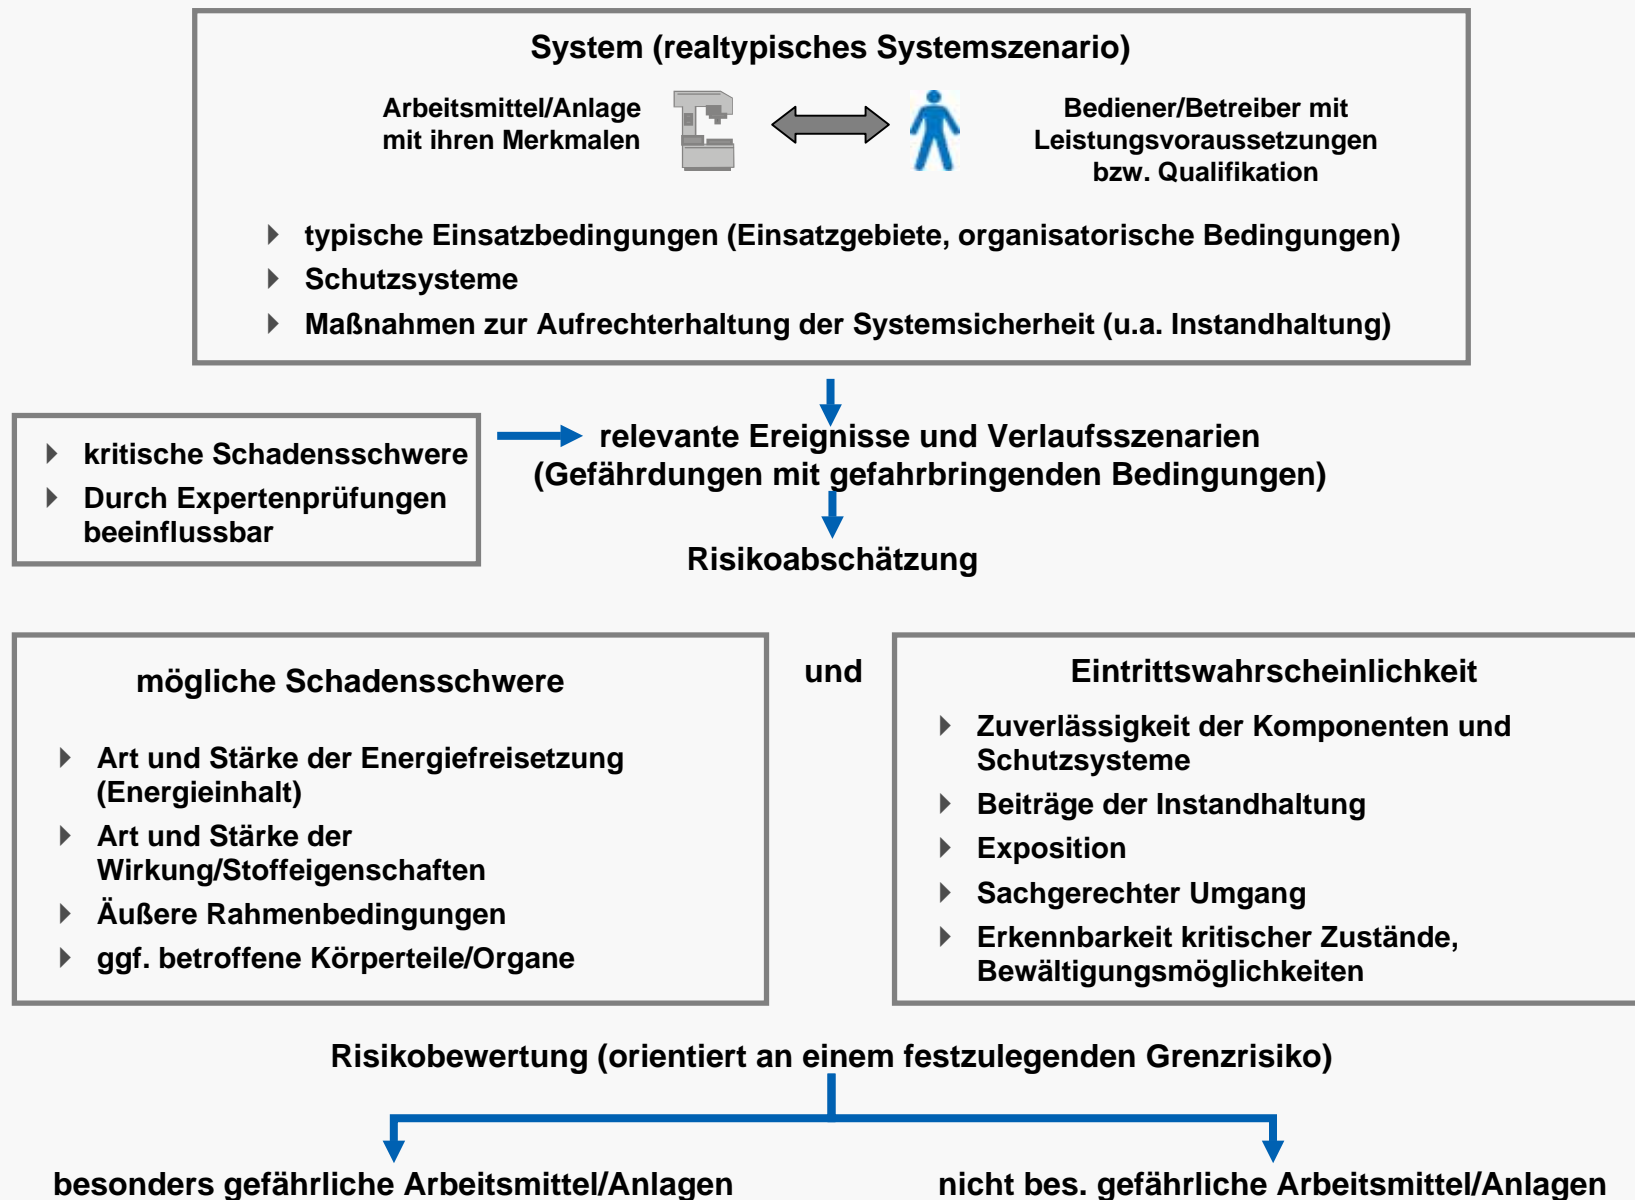 System (realtypisches Systemszenario)
Arbeitsmittel/Anlage
mit ihren Merkmalen
Bediener/Betreiber mit
Leistungsvoraussetzungen
bzw. Qualifikation
typische Einsatzbedingungen (Einsatzgebiete, organisatorische Bedingungen)
Schutzsysteme
Maßnahmen zur Aufrechterhaltung der Systemsicherheit (u.a. Instandhaltung)
kritische Schadensschwere
Durch Expertenprüfungen
beeinflussbar
relevante Ereignisse und Verlaufsszenarien
(Gefährdungen mit gefahrbringenden Bedingungen)
Risikoabschätzung
mögliche Schadensschwere
Art und Stärke der Energiefreisetzung
(Energieinhalt)
Art und Stärke der
Wirkung/Stoffeigenschaften
Äußere Rahmenbedingungen
ggf. betroffene Körperteile/Organe
und
Eintrittswahrscheinlichkeit
Zuverlässigkeit der Komponenten und
Schutzsysteme
Beiträge der Instandhaltung
Exposition
Sachgerechter Umgang
Erkennbarkeit kritischer Zustände,
Bewältigungsmöglichkeiten
Risikobewertung (orientiert an einem festzulegenden Grenzrisiko)
besonders gefährliche Arbeitsmittel/Anlagen
nicht bes. gefährliche Arbeitsmittel/Anlagen